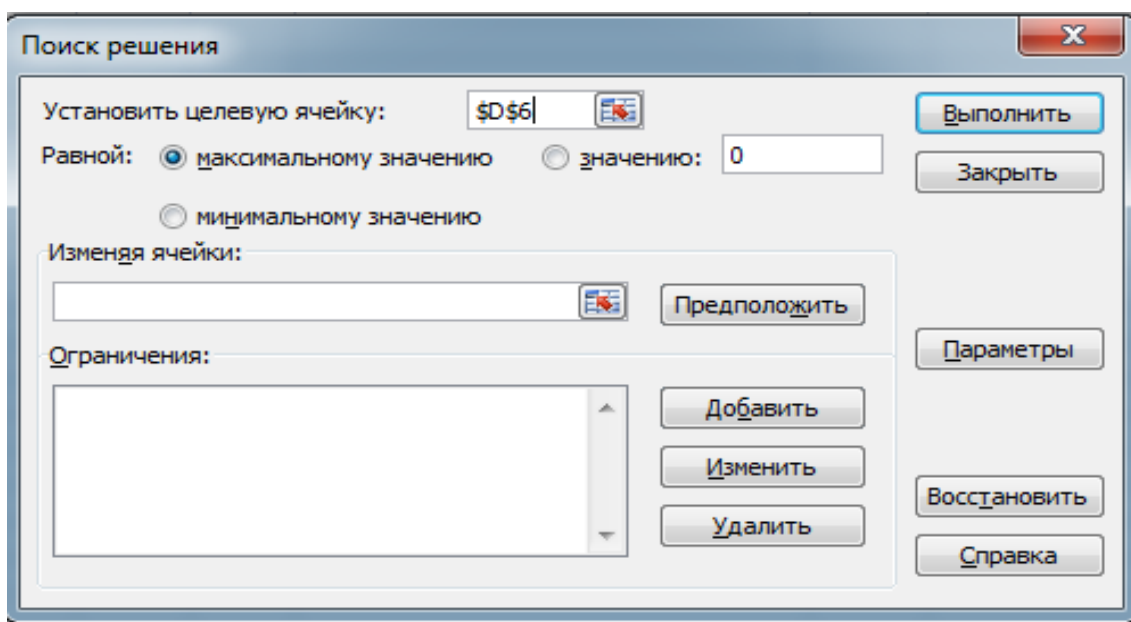 Поиск решения
Установить целевую ячейку: $D$6
Выполнить
Равной: максимальному значению значению: 0
Закрыть
минимальному значению
Изменяя ячейки:
Предположить
Параметры
Ограничения:
Добавить
Изменить
Удалить
Восстановить
Справка